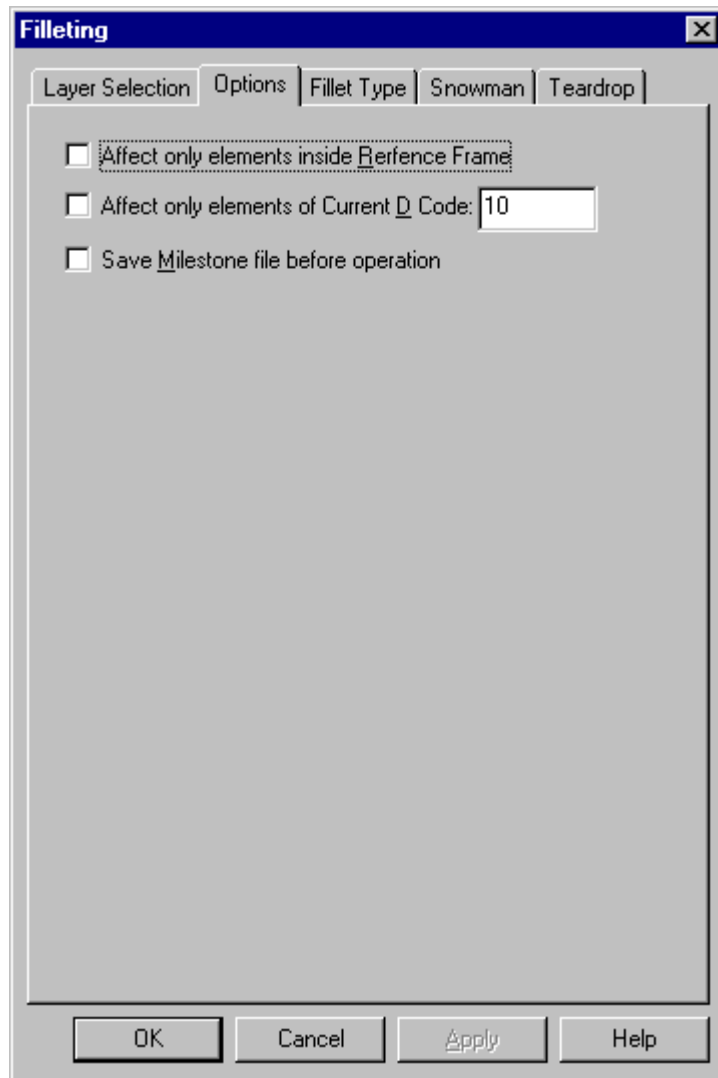 Filleting
Layer Selection Options Fillet Type Snowman Teardrop
Affect only elements inside Rerfence Frame
Affect only elements of Current D Code: 10
Save Milestone file before operation
OK Cancel Apply Help